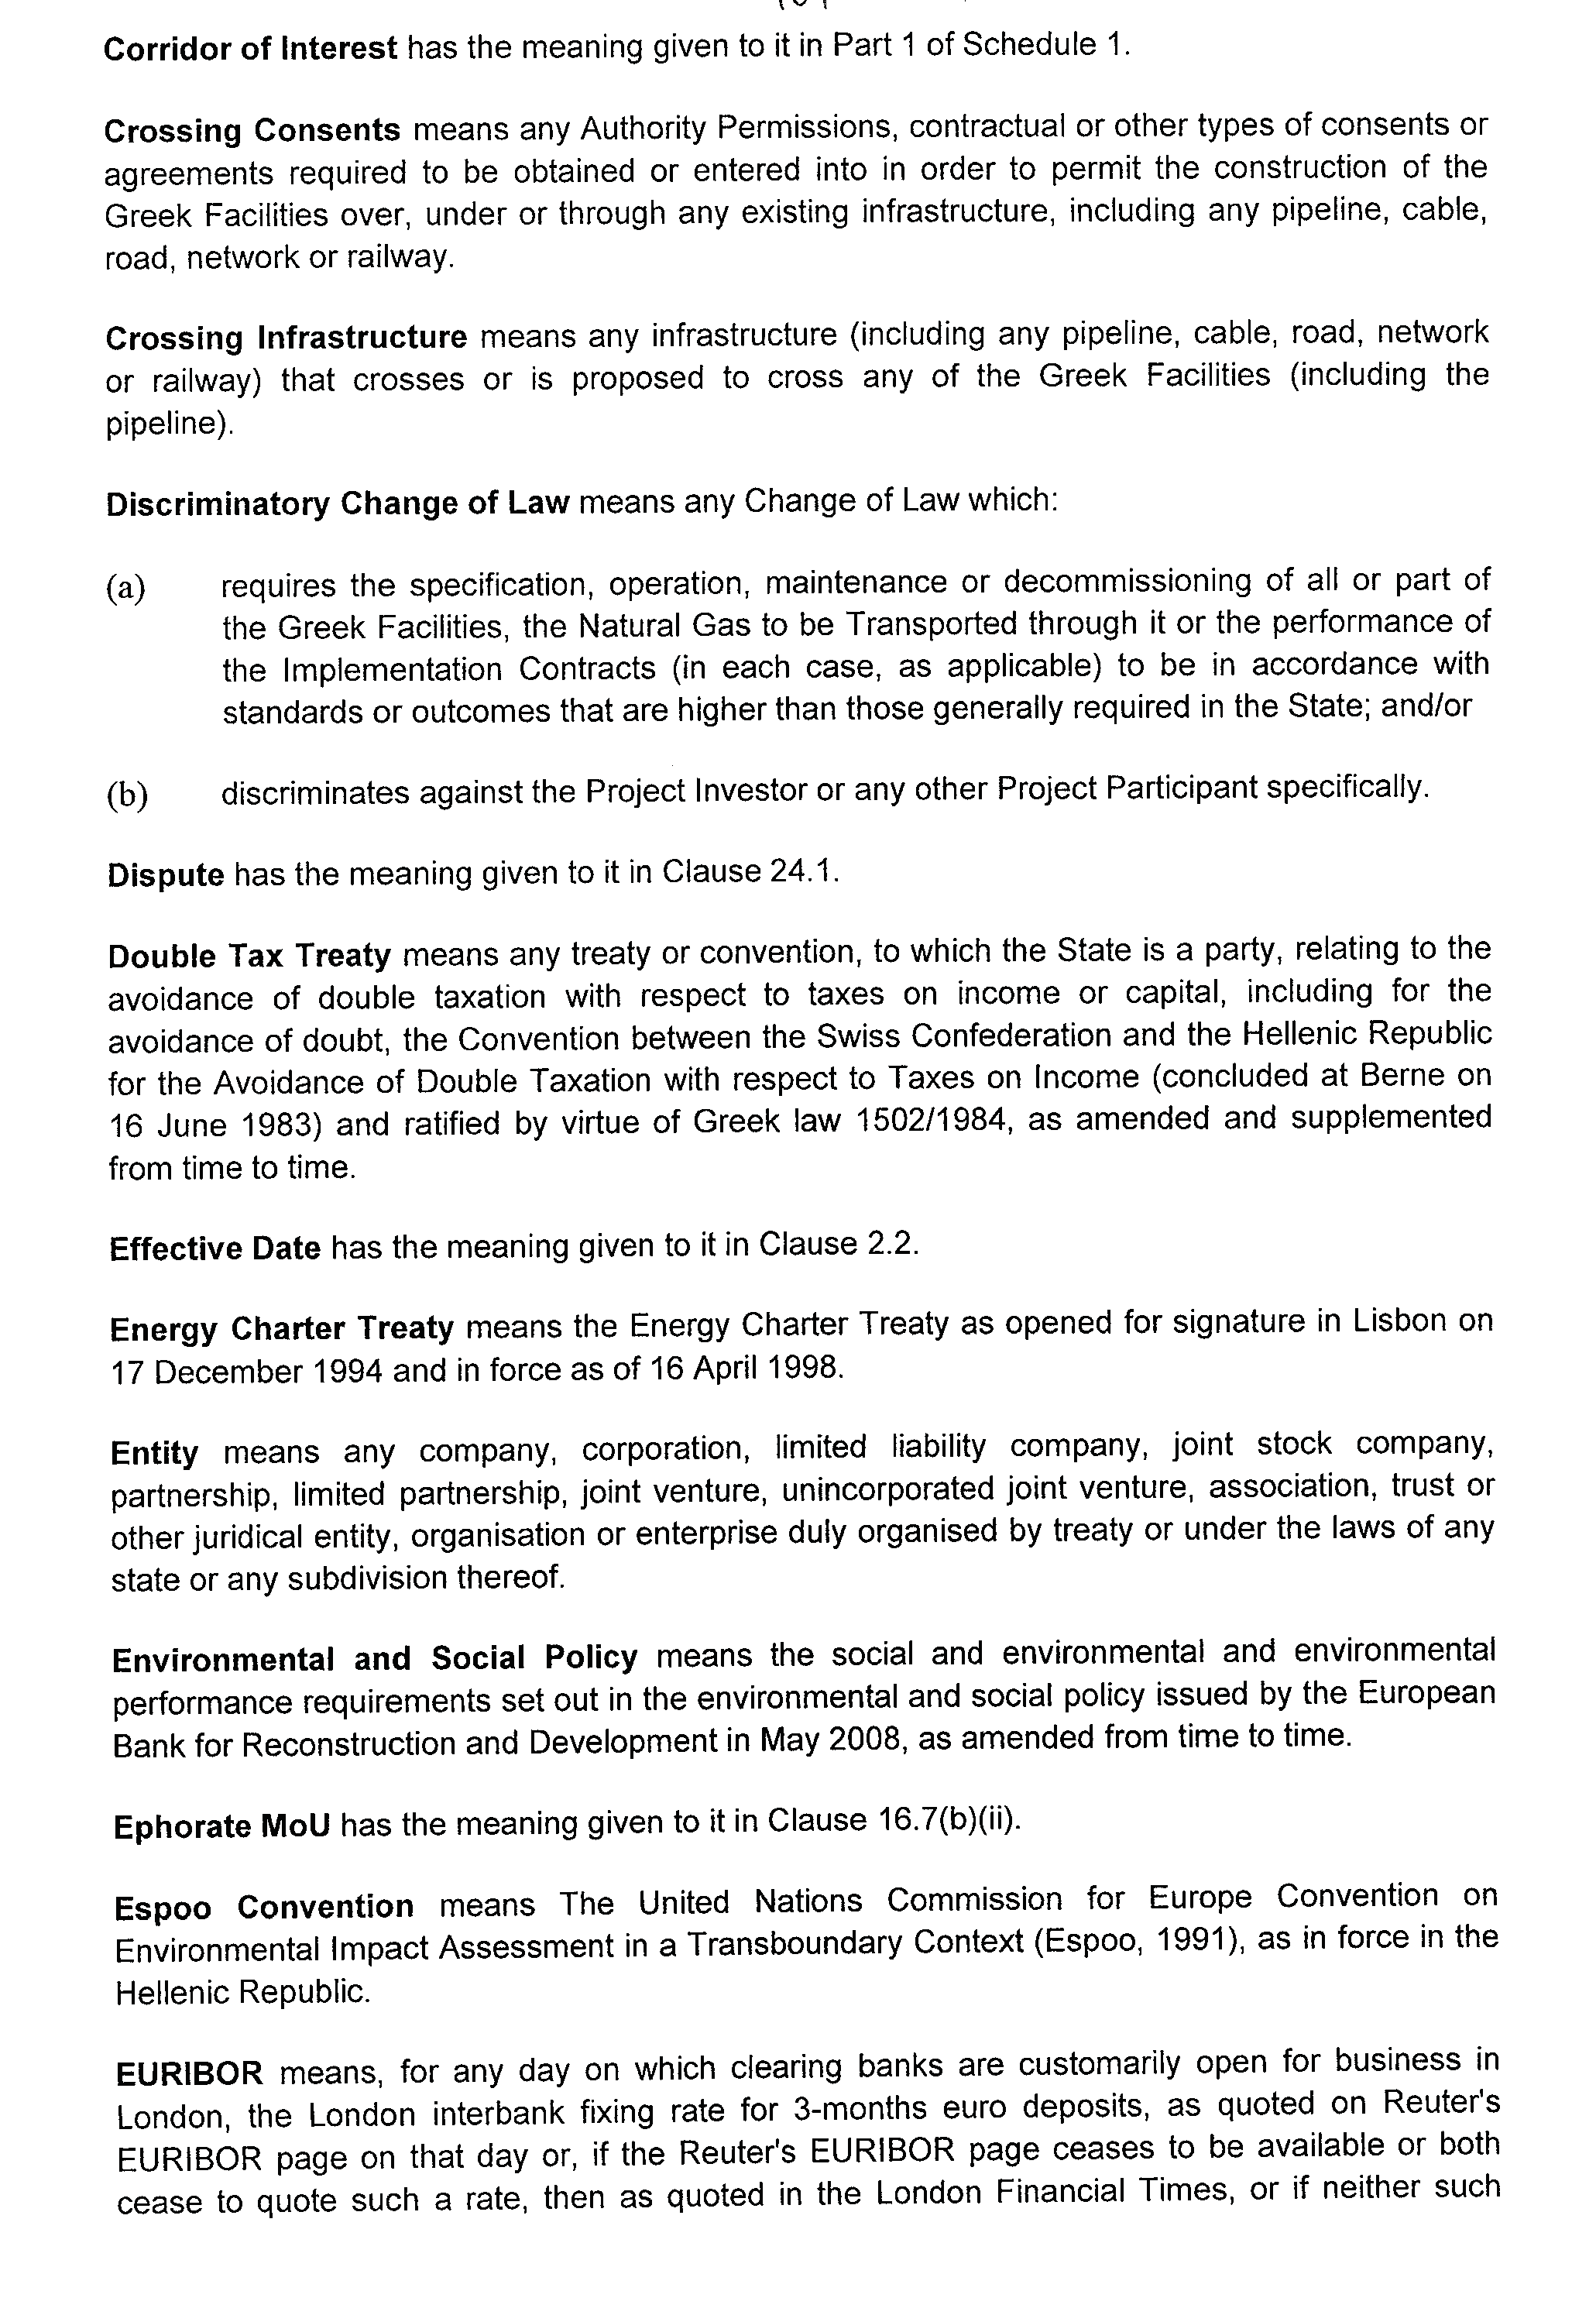 Corridor of Interest has the meaning given to it in Part 1 of Schedule 1.
Crossing Consents means any Authority Permissions, contractual or other types of consents or
agreements required to be obtained or entered into in order to permit the construction of the
Greek Facilities over, under or through any existing infrastructure, including any pipeline, cable,
road, network or railway.
Crossing Infrastructure means any infrastructure (including any pipeline, cable, road, network
or railway) that crosses or is proposed to cross any of the Greek Facilities (including the
pipeline).
Discriminatory Change of Law means any Change of Law which:
(a) requires the specification, operation, maintenance or decommissioning of all or part of
the Greek Facilities, the Natural Gas to be Transported through it or the performance of
the Implementation Contracts (in each case, as applicable) to be in accordance with
standards or outcomes that are higher than those generally required in the State; and/or
(b) discriminates against the Project Investor or any other Project Participant specifically.
Dispute has the meaning given to it in Clause 24.1.
Double Tax Treaty means any treaty or convention, to which the State is a party, relating to the
avoidance of double taxation with respect to taxes on income or capital, including for the
avoidance of doubt, the Convention between the Swiss Confederation and the Hellenic Republic
for the Avoidance of Double Taxation with respect to Taxes on Income (concluded at Berne on
16 June 1983) and ratified by virtue of Greek law 1502/1984, as amended and supplemented
from time to time.
Effective Date has the meaning given to it in Clause 2.2.
Energy Charter Treaty means the Energy Charter Treaty as opened for signature in Lisbon on
17 December 1994 and in force as of 16 April 1998.
Entity means any company, corporation, limited liability company, joint stock company,
partnership, limited partnership, joint venture, unincorporated joint venture, association, trust or
other juridical entity, organisation or enterprise duly organised by treaty or under the laws of any
state or any subdivision thereof.
Environmental and Social Policy means the social and environmental and environmental
performance requirements set out in the environmental and social policy issued by the European
Bank for Reconstruction and Development in May 2008, as amended from time to time.
Ephorate MoU has the meaning given to it in Clause 16.7(b)(ii).
Espoo Convention means The United Nations Commission for Europe Convention on
Environmental Impact Assessment in a Transboundary Context (Espoo, 1991), as in force in the
Hellenic Republic.
EURIBOR means, for any day on which clearing banks are customarily open for business in
London, the London interbank fixing rate for 3-months euro deposits, as quoted on Reuter's
EURIBOR page on that day or, if the Reuter's EURIBOR page ceases to be available or both
cease to quote such a rate, then as quoted in the London Financial Times, or if neither such